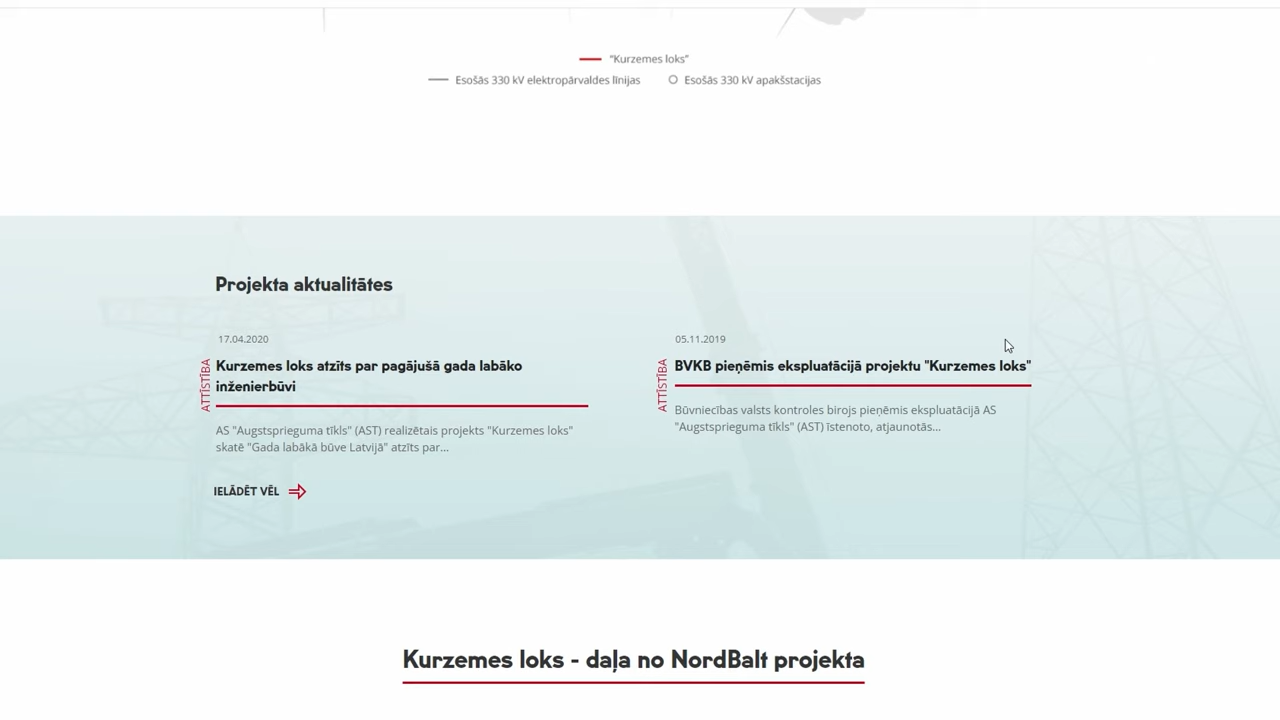 "Kurzemes loks"
Esošās 330 kV elektropārvaldes līnijas
Esošās 330 kV apakšstacijas
Projekta aktualitātes
17.04.2020
ATTĪSTĪBA
Kurzemes loks atzīts par pagājušā gada labāko
inženierbūvi
AS "Augstsprieguma tīkls" (AST) realizētais projekts "Kurzemes loks"
skatē "Gada labākā būve Latvijā" atzīts par...
05.11.2019
ATTĪSTĪBA
BVKB pieņēmis ekspluatācijā projektu "Kurzemes loks"
Būvniecības valsts kontroles birojs pieņēmis ekspluatācijā AS
"Augstsprieguma tīkls" (AST) īstenoto, atjaunotās...
IELĀDĒT VĒL
Kurzemes loks - daļa no NordBalt projekta